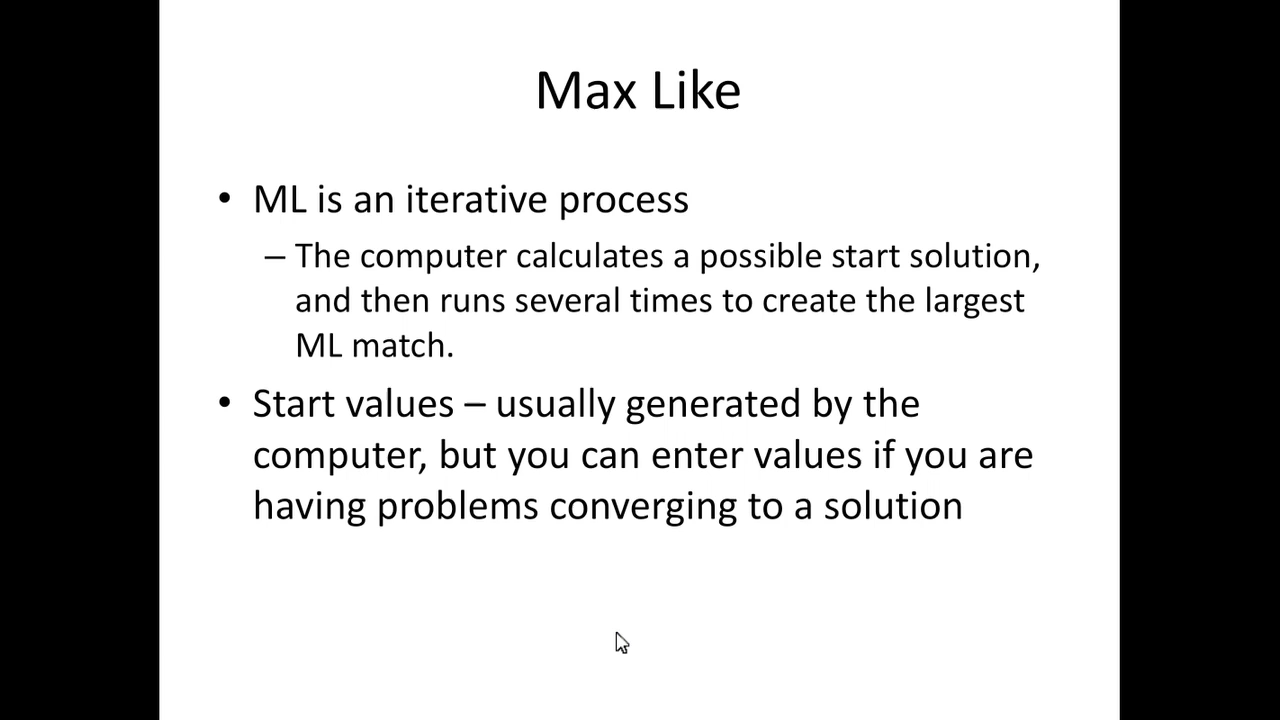 Max Like
• ML is an iterative process
– The computer calculates a possible start solution,
and then runs several times to create the largest
ML match.
• Start values – usually generated by the
computer, but you can enter values if you are
having problems converging to a solution